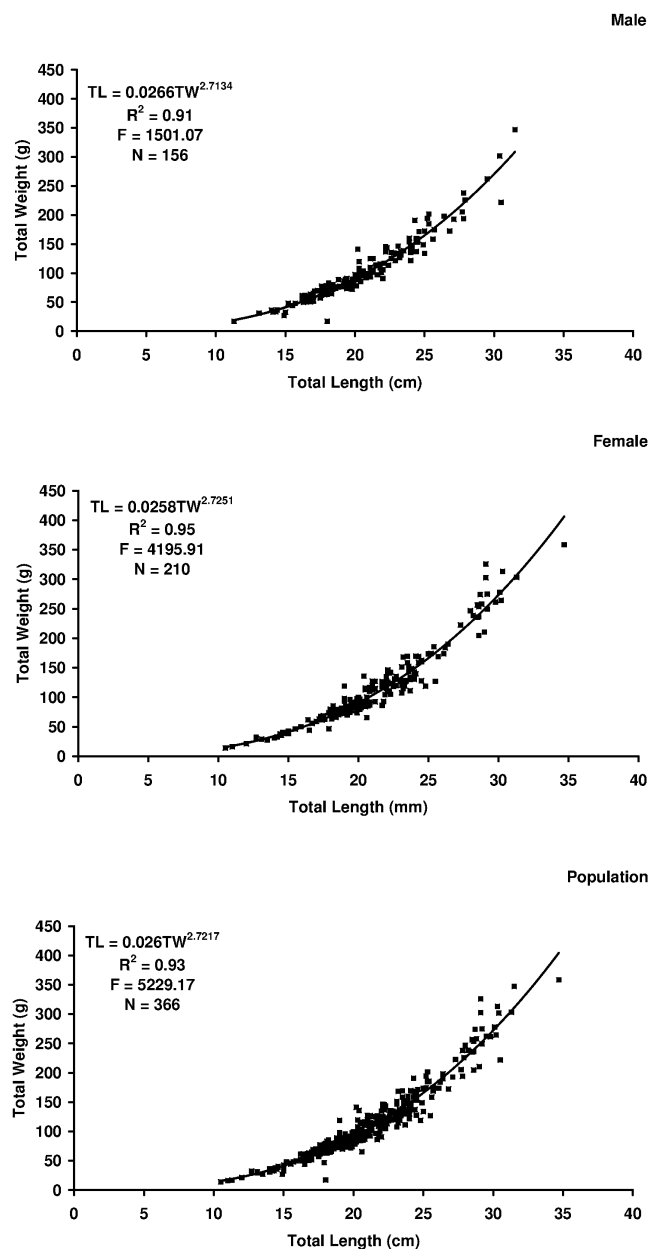 Male
450
400
350
300
250
200
150
100
50
0
TL = 0.0266TW^2.7134
R^2 = 0.91
F = 1501.07
N = 156
Total Weight (g)
0 5 10 15 20 25 30 35 40
Total Length (cm)
Female
450
400
350
300
250
200
150
100
50
0
TL = 0.0258TW^2.7251
R^2 = 0.95
F = 4195.91
N = 210
Total Weight (g)
0 5 10 15 20 25 30 35 40
Total Length (mm)
Population
450
400
350
300
250
200
150
100
50
0
TL = 0.026TW^2.7217
R^2 = 0.93
F = 5229.17
N = 366
Total Weight (g)
0 5 10 15 20 25 30 35 40
Total Length (cm)